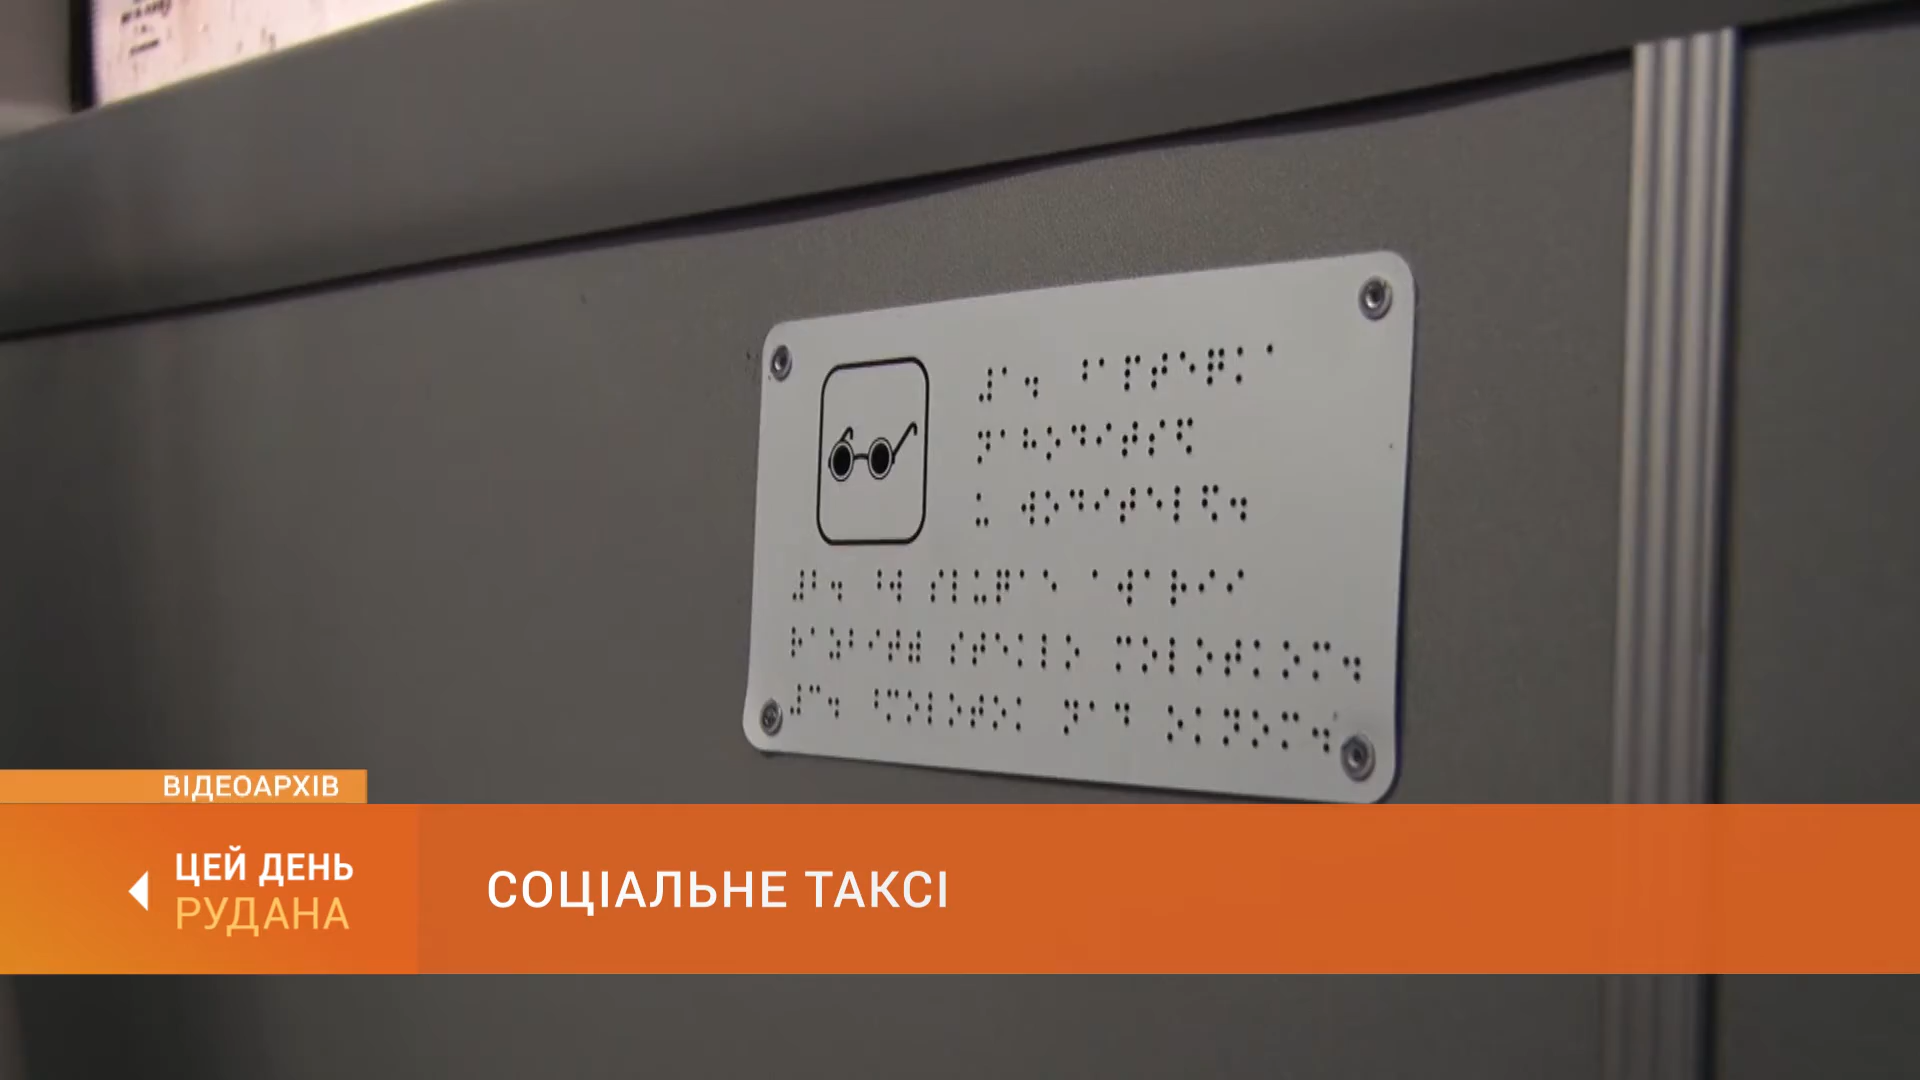 ⠼⠁⠲ ⠘⠁⠏⠞⠑⠟⠅⠁
⠝⠁⠓⠕⠙⠊⠞⠎⠫
⠥ ⠺⠕⠙⠊⠞⠑⠇⠫⠲
⠼⠃⠲ ⠘⠺ ⠎⠇⠥⠟⠁⠑ ⠁⠺⠁⠗⠊⠊
⠗⠁⠵⠃⠊⠞⠾ ⠎⠞⠑⠅⠇⠕ ⠍⠕⠇⠕⠞⠅⠕⠍⠲
⠼⠉⠲ ⠘⠍⠕⠇⠕⠞⠕⠅ ⠝⠁⠙ ⠕⠅⠝⠕⠍⠲
ВІДЕОАРХІВ
ЦЕЙ ДЕНЬ
РУДАНА
СОЦІАЛЬНЕ ТАКСІ